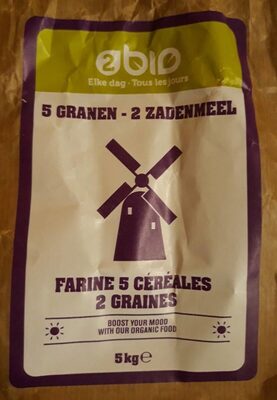 2bio
Elke dag - Tous les jours
5 GRANEN - 2 ZADENMEEL
FARINE 5 CÉRÉALES
2 GRAINES
BOOST YOUR MOOD
WITH OUR ORGANIC FOOD
5kg℮